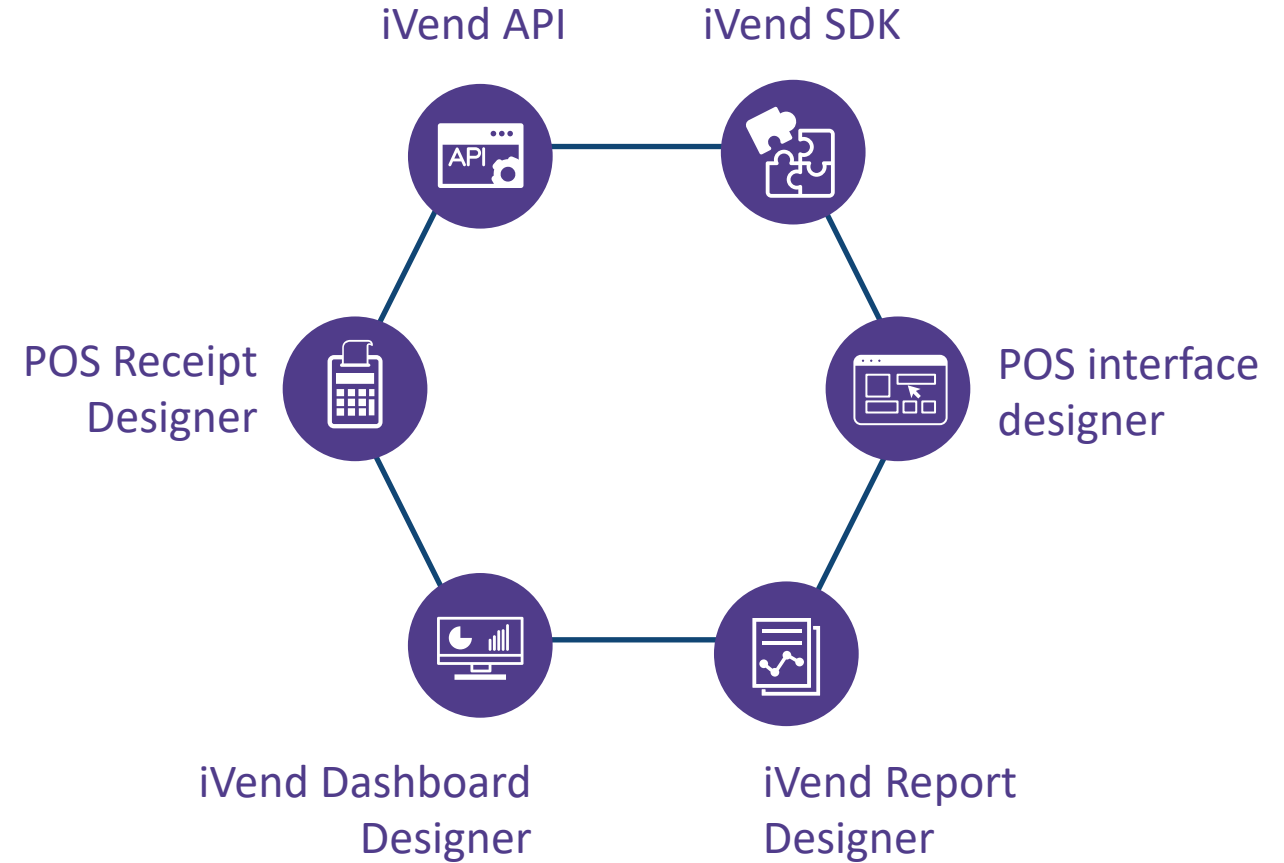 iVend API
iVend SDK
API
POS Receipt
Designer
POS interface
designer
iVend Dashboard
Designer
iVend Report
Designer